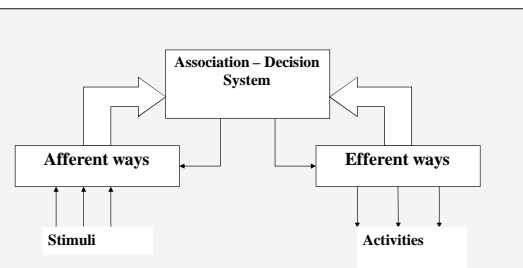 Association – Decision
System
Afferent ways
Efferent ways
Stimuli
Activities